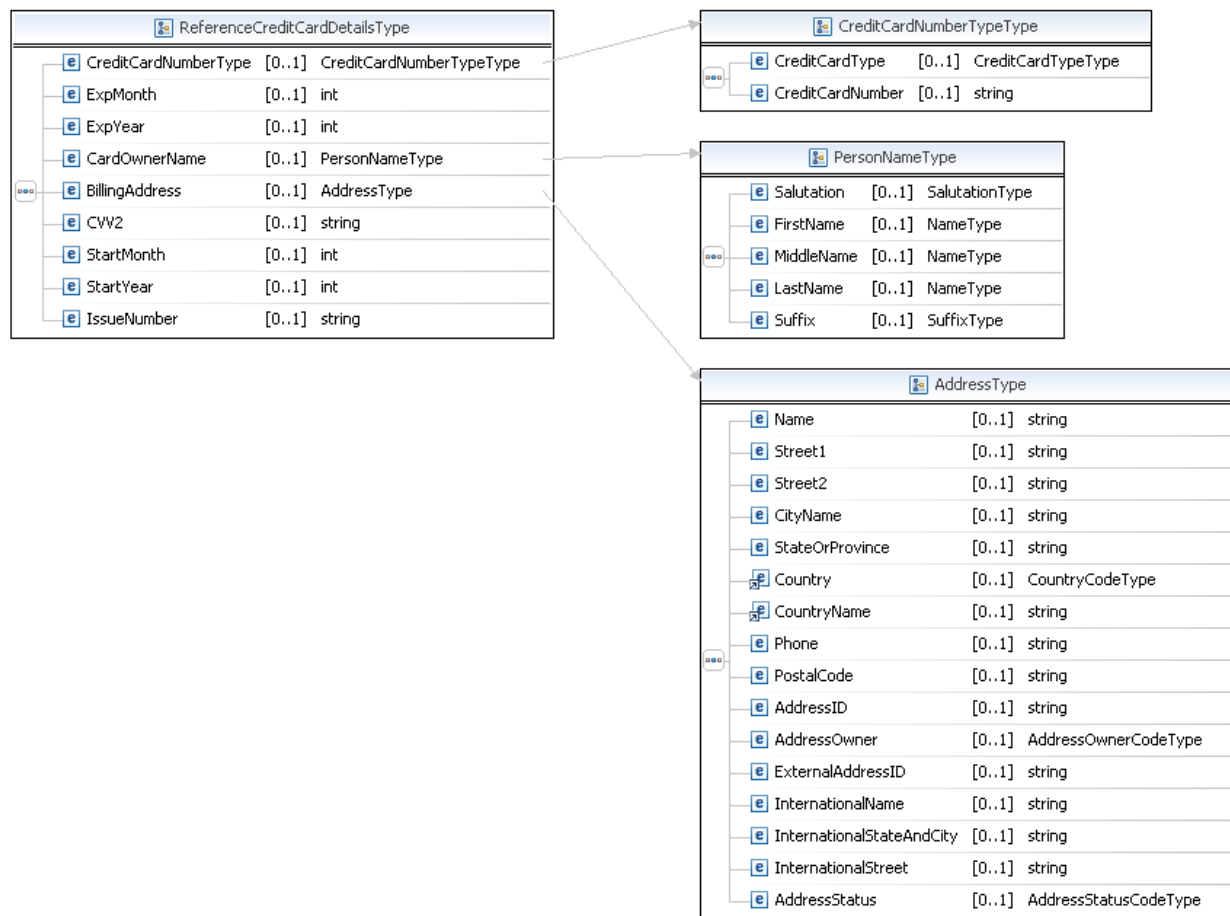 ReferenceCreditCardDetailsType
CreditCardNumberType [0..1] CreditCardNumberTypeType
ExpMonth [0..1] int
ExpYear [0..1] int
CardOwnerName [0..1] PersonNameType
BillingAddress [0..1] AddressType
CVV2 [0..1] string
StartMonth [0..1] int
StartYear [0..1] int
IssueNumber [0..1] string
CreditCardNumberTypeType
CreditCardType [0..1] CreditCardTypeType
CreditCardNumber [0..1] string
PersonNameType
Salutation [0..1] SalutationType
FirstName [0..1] NameType
MiddleName [0..1] NameType
LastName [0..1] NameType
Suffix [0..1] SuffixType
AddressType
Name [0..1] string
Street1 [0..1] string
Street2 [0..1] string
CityName [0..1] string
StateOrProvince [0..1] string
Country [0..1] CountryCodeType
CountryName [0..1] string
Phone [0..1] string
PostalCode [0..1] string
AddressID [0..1] string
AddressOwner [0..1] AddressOwnerCodeType
ExternalAddressID [0..1] string
InternationalName [0..1] string
InternationalStateAndCity [0..1] string
InternationalStreet [0..1] string
AddressStatus [0..1] AddressStatusCodeType